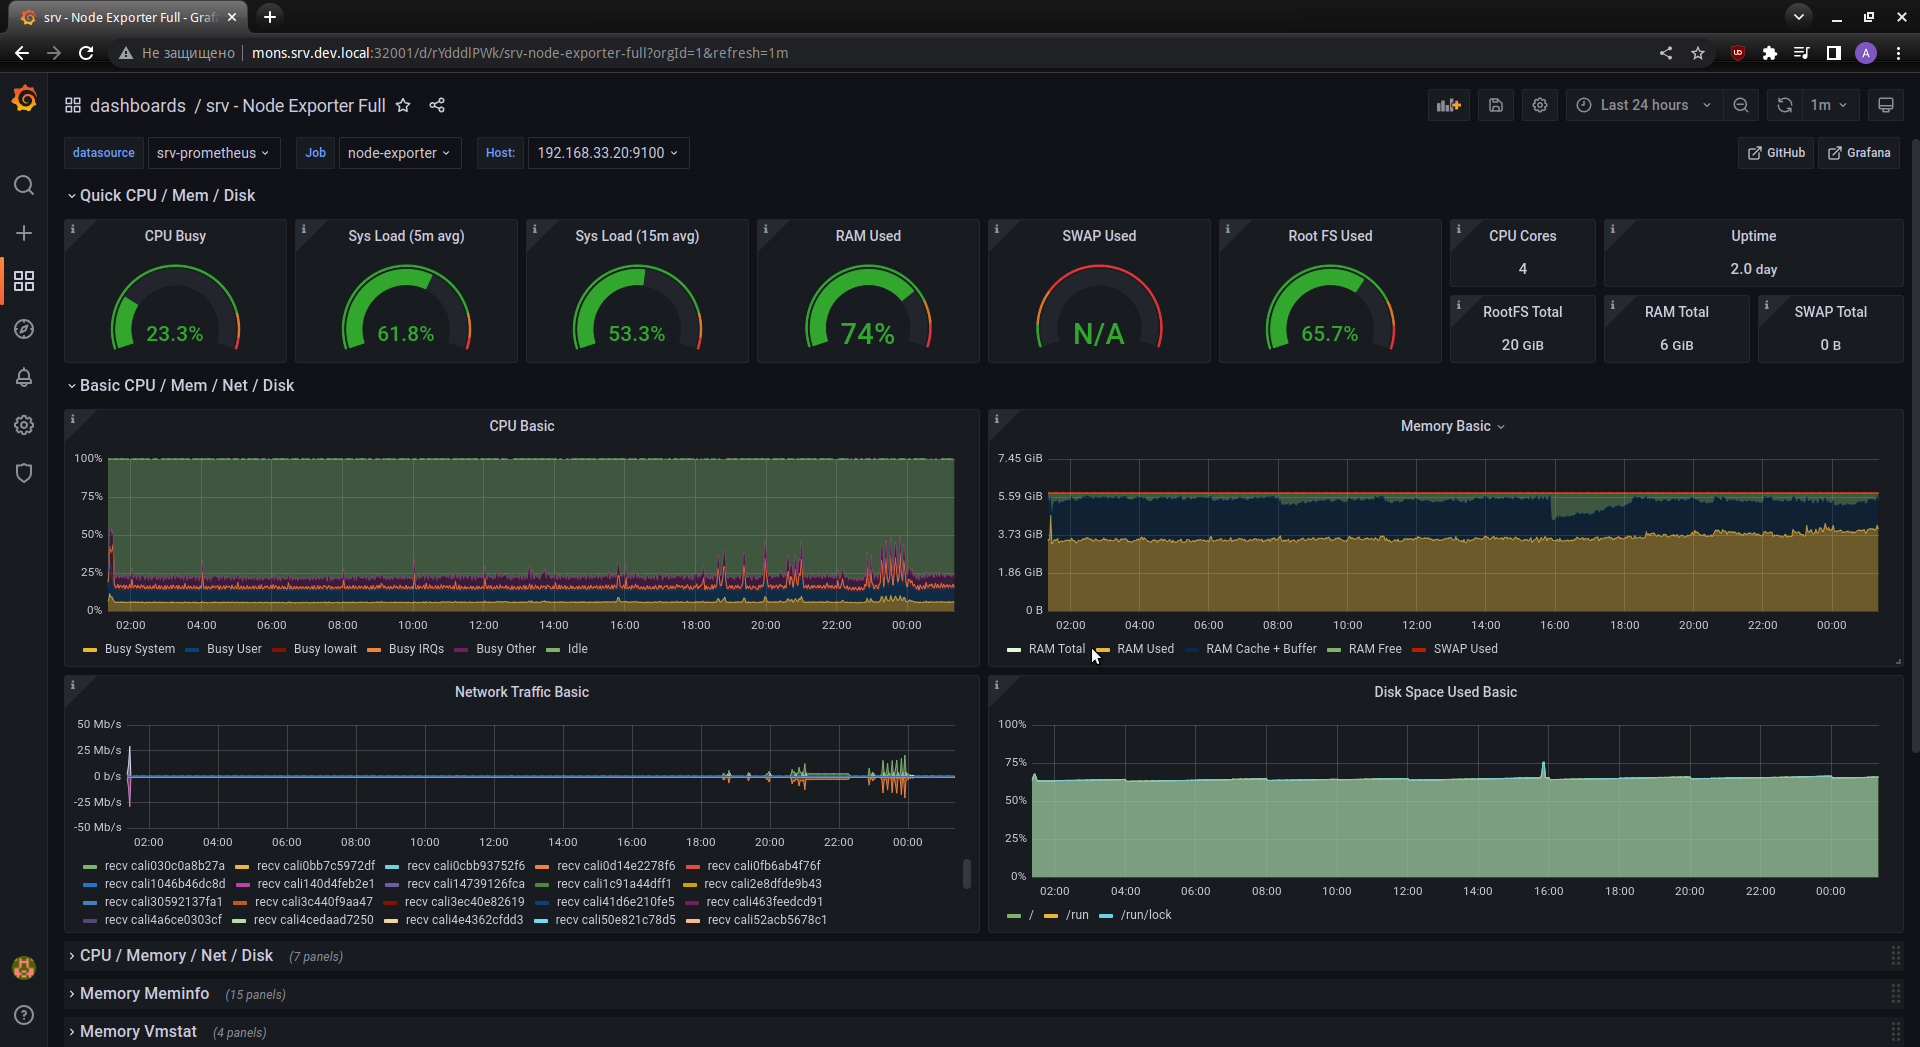 srv - Node Exporter Full - Graf
Не защищено | mons.srv.dev.local:32001/d/rYdddlPWk/srv-node-exporter-full?orgId=1&refresh=1m
A
dashboards / srv - Node Exporter Full
Last 24 hours
1m
datasource srv-prometheus Job node-exporter Host: 192.168.33.20:9100
GitHub Grafana
Quick CPU / Mem / Disk
CPU Busy
23.3%
Sys Load (5m avg)
61.8%
Sys Load (15m avg)
53.3%
RAM Used
74%
SWAP Used
N/A
Root FS Used
65.7%
CPU Cores
4
Uptime
2.0 day
RootFS Total
20 GiB
RAM Total
6 GiB
SWAP Total
0 B
Basic CPU / Mem / Net / Disk
CPU Basic
100%
75%
50%
25%
0%
02:00 04:00 06:00 08:00 10:00 12:00 14:00 16:00 18:00 20:00 22:00 00:00
Busy System Busy User Busy Iowait Busy IRQs Busy Other Idle
Memory Basic
7.45 GiB
5.59 GiB
3.73 GiB
1.86 GiB
0 B
02:00 04:00 06:00 08:00 10:00 12:00 14:00 16:00 18:00 20:00 22:00 00:00
RAM Total RAM Used RAM Cache + Buffer RAM Free SWAP Used
Network Traffic Basic
50 Mb/s
25 Mb/s
0 b/s
-25 Mb/s
-50 Mb/s
02:00 04:00 06:00 08:00 10:00 12:00 14:00 16:00 18:00 20:00 22:00 00:00
recv cali030c0a8b27a recv cali0bb7c5972df recv cali0cbb93752f6 recv cali0d14e2278f6 recv cali0fb6ab4f76f
recv cali1046b46dc8d recv cali140d4feb2e1 recv cali14739126fca recv cali1c91a44dff1 recv cali2e8dfde9b43
recv cali30592137fa1 recv cali3c440f9aa47 recv cali3ec40e82619 recv cali41d6e210fe5 recv cali463feedcd91
recv cali4a6ce0303cf recv cali4cedaad7250 recv cali4e4362cfdd3 recv cali50e821c78d5 recv cali52acb5678c1
Disk Space Used Basic
100%
75%
50%
25%
0%
02:00 04:00 06:00 08:00 10:00 12:00 14:00 16:00 18:00 20:00 22:00 00:00
/ /run /run/lock
CPU / Memory / Net / Disk (7 panels)
Memory Meminfo (15 panels)
Memory Vmstat (4 panels)